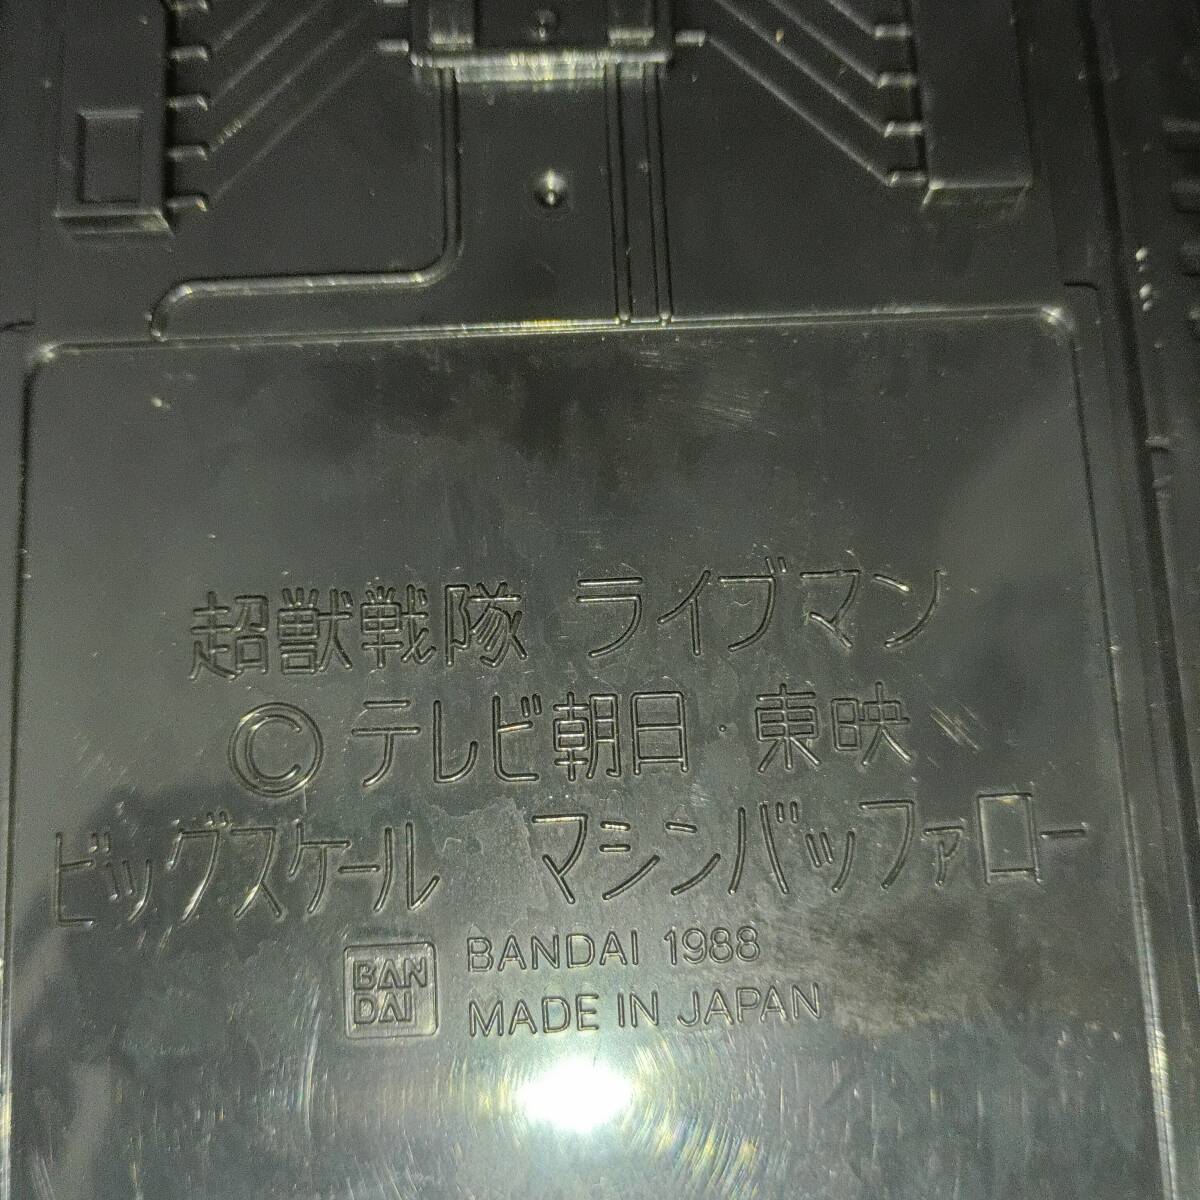 超獣戦隊 ライブマン
© テレビ朝日・東映
ビッグスケール マシンバッファロー
BANDAI BANDAI 1988
MADE IN JAPAN